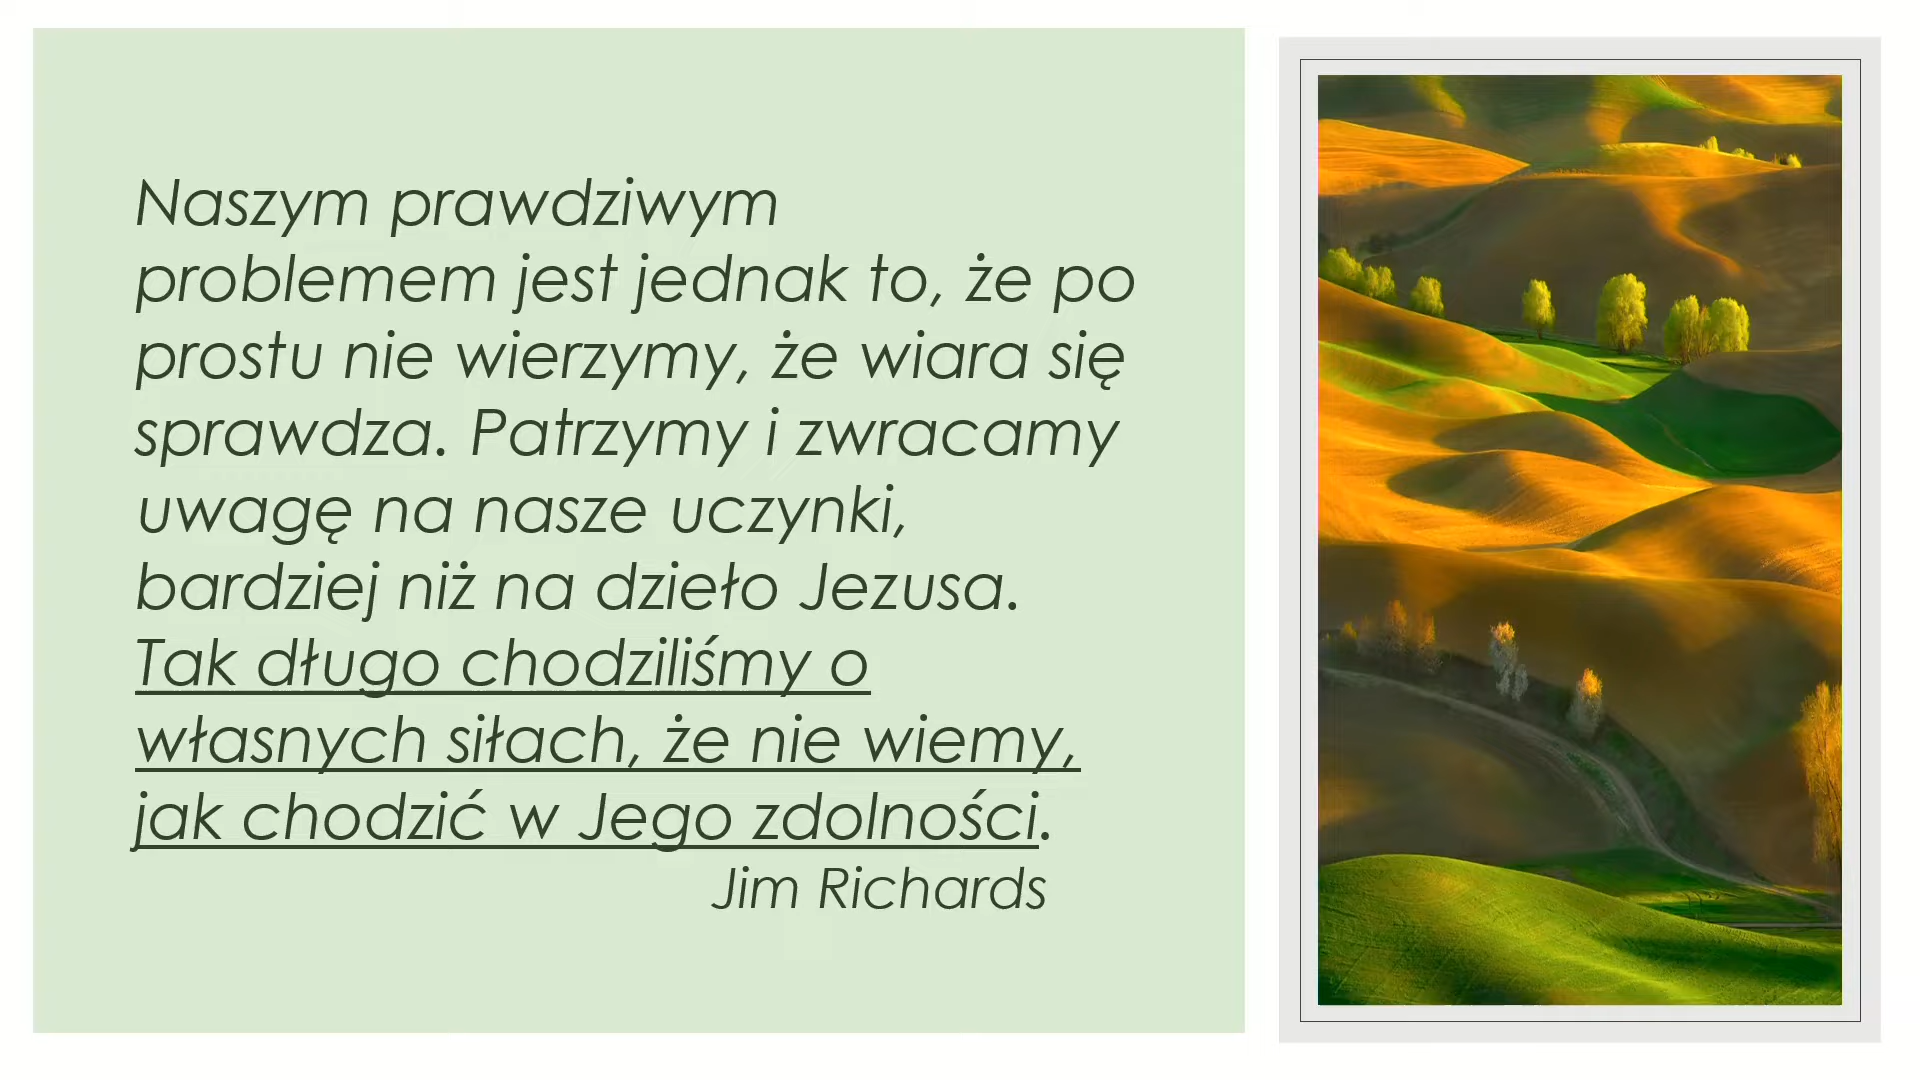 Naszym prawdziwym
problemem jest jednak to, że po
prostu nie wierzymy, że wiara się
sprawdza. Patrzymy i zwracamy
uwagę na nasze uczynki,
bardziej niż na dzieło Jezusa.
Tak długo chodziliśmy o
własnych siłach, że nie wiemy,
jak chodzić w Jego zdolności.
Jim Richards